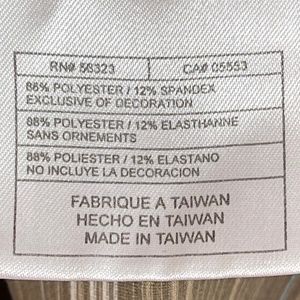 RN# 58323 CA# 05553
88% POLYESTER / 12% SPANDEX
EXCLUSIVE OF DECORATION
88% POLYESTER / 12% ELASTHANNE
SANS ORNEMENTS
88% POLIESTER / 12% ELASTANO
NO INCLUYE LA DECORACION
FABRIQUE A TAIWAN
HECHO EN TAIWAN
MADE IN TAIWAN